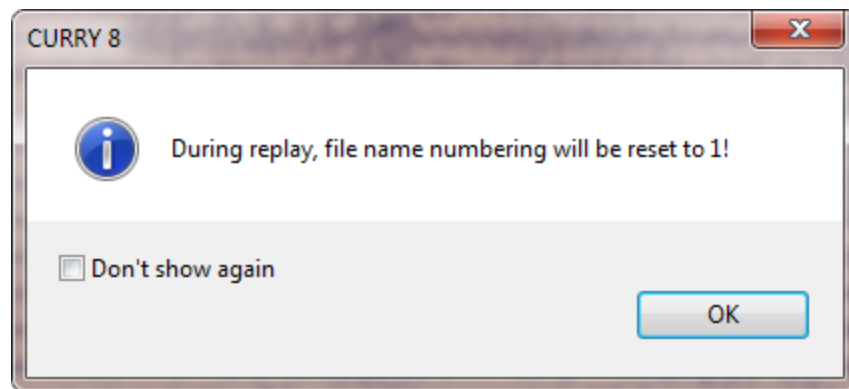 CURRY 8
During replay, file name numbering will be reset to 1!
Don't show again
OK